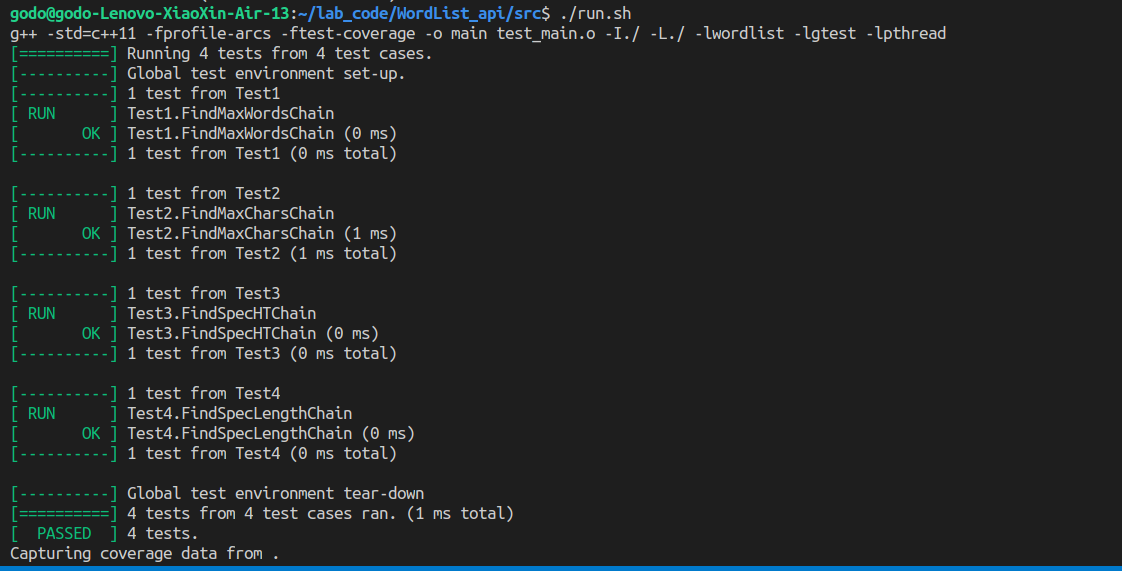 godo@godo-Lenovo-XiaoXin-Air-13:~/lab_code/WordList_api/src$ ./run.sh
g++ -std=c++11 -fprofile-arcs -ftest-coverage -o main test_main.o -I./ -L./ -lwordlist -lgtest -lpthread
[==========] Running 4 tests from 4 test cases.
[----------] Global test environment set-up.
[----------] 1 test from Test1
[ RUN      ] Test1.FindMaxWordsChain
[       OK ] Test1.FindMaxWordsChain (0 ms)
[----------] 1 test from Test1 (0 ms total)

[----------] 1 test from Test2
[ RUN      ] Test2.FindMaxCharsChain
[       OK ] Test2.FindMaxCharsChain (1 ms)
[----------] 1 test from Test2 (1 ms total)

[----------] 1 test from Test3
[ RUN      ] Test3.FindSpecHTChain
[       OK ] Test3.FindSpecHTChain (0 ms)
[----------] 1 test from Test3 (0 ms total)

[----------] 1 test from Test4
[ RUN      ] Test4.FindSpecLengthChain
[       OK ] Test4.FindSpecLengthChain (0 ms)
[----------] 1 test from Test4 (0 ms total)

[----------] Global test environment tear-down
[==========] 4 tests from 4 test cases ran. (1 ms total)
[  PASSED  ] 4 tests.
Capturing coverage data from .